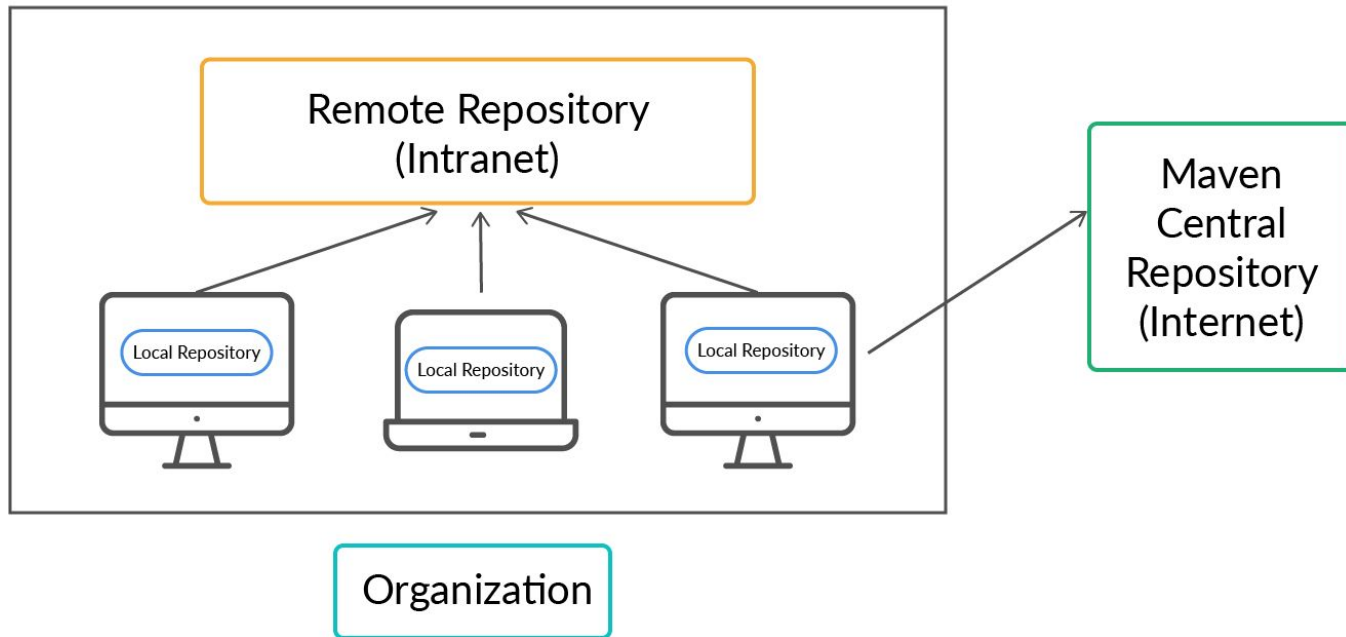 Remote Repository
(Intranet)
Maven
Central
Repository
(Internet)
Local Repository
Local Repository
Local Repository
Organization